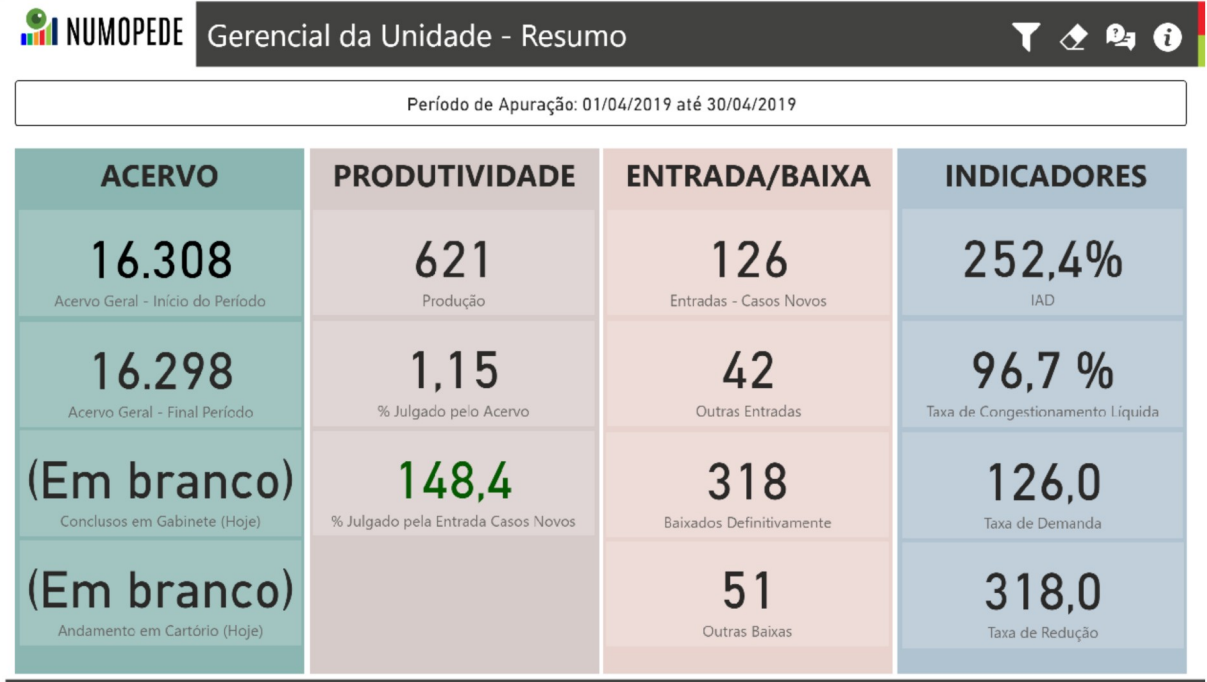 NUMOPEDE
Gerencial da Unidade - Resumo
Período de Apuração: 01/04/2019 até 30/04/2019
ACERVO
16.308
Acervo Geral - Início do Período
16.298
Acervo Geral - Final Período
(Em branco)
Conclusos em Gabinete (Hoje)
(Em branco)
Andamento em Cartório (Hoje)
PRODUTIVIDADE
621
Produção
1,15
% Julgado pelo Acervo
148,4
% Julgado pela Entrada Casos Novos
ENTRADA/BAIXA
126
Entradas - Casos Novos
42
Outras Entradas
318
Baixados Definitivamente
51
Outras Baixas
INDICADORES
252,4%
IAD
96,7 %
Taxa de Congestionamento Líquida
126,0
Taxa de Demanda
318,0
Taxa de Redução